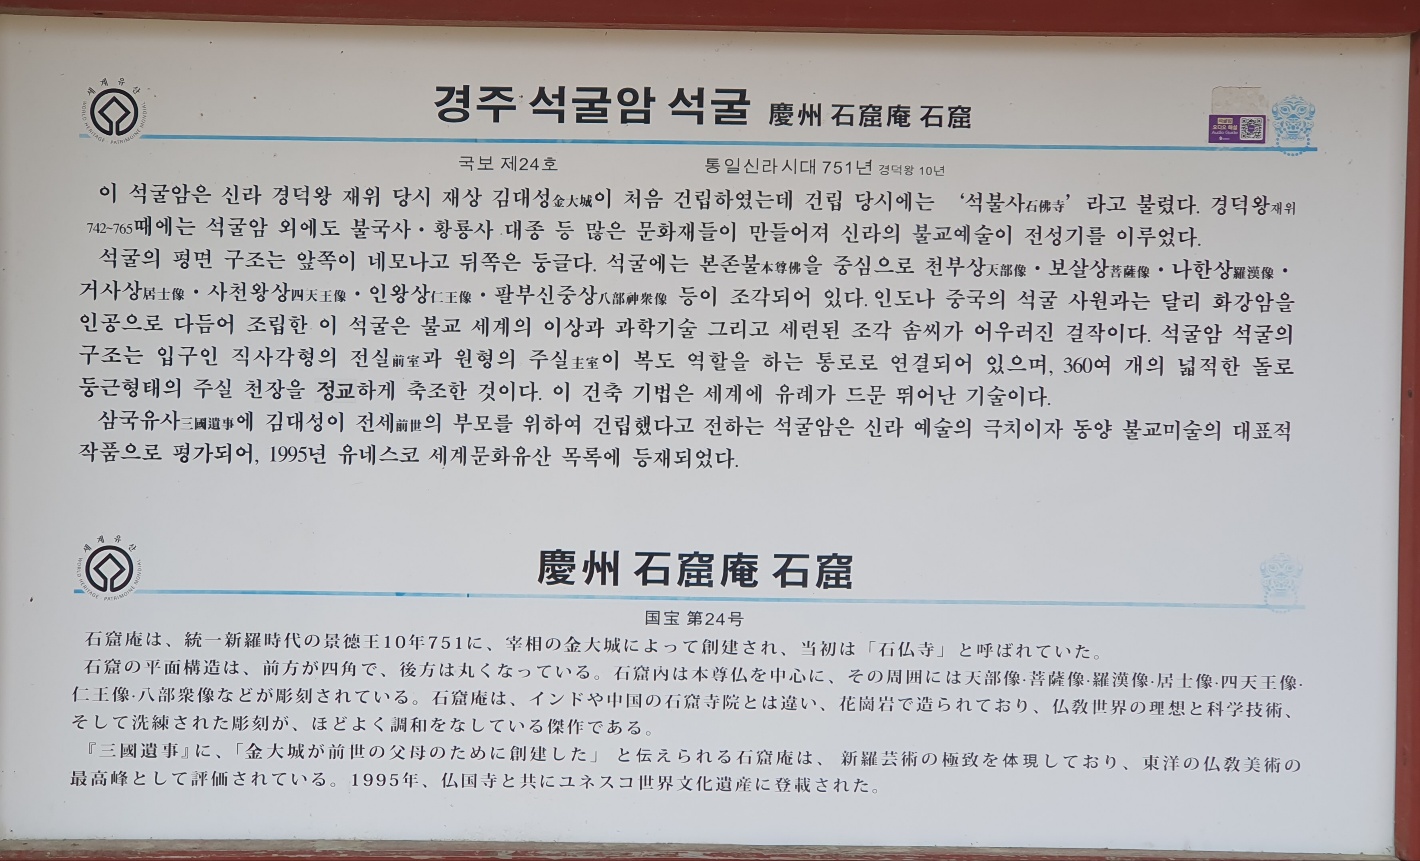 세계유산
WORLD HERITAGE · PATRIMOINE MONDIAL
경주 석굴암 석굴 慶州 石窟庵 石窟
국보 제24호 통일신라시대 751년 경덕왕 10년
이 석굴암은 신라 경덕왕 재위 당시 재상 김대성金大城이 처음 건립하였는데 건립 당시에는 ‘석불사石佛寺’라고 불렸다. 경덕왕재위
742~765때에는 석굴암 외에도 불국사・황룡사 대종 등 많은 문화재들이 만들어져 신라의 불교예술이 전성기를 이루었다.
석굴의 평면 구조는 앞쪽이 네모나고 뒤쪽은 둥글다. 석굴에는 본존불本尊佛을 중심으로 천부상天部像・보살상菩薩像・나한상羅漢像・
거사상居士像・사천왕상四天王像・인왕상仁王像・팔부신중상八部神衆像 등이 조각되어 있다. 인도나 중국의 석굴 사원과는 달리 화강암을
인공으로 다듬어 조립한 이 석굴은 불교 세계의 이상과 과학기술 그리고 세련된 조각 솜씨가 어우러진 걸작이다. 석굴암 석굴의
구조는 입구인 직사각형의 전실前室과 원형의 주실主室이 복도 역할을 하는 통로로 연결되어 있으며, 360여 개의 넓적한 돌로
둥근형태의 주실 천장을 정교하게 축조한 것이다. 이 건축 기법은 세계에 유례가 드문 뛰어난 기술이다.
삼국유사三國遺事에 김대성이 전세前世의 부모를 위하여 건립했다고 전하는 석굴암은 신라 예술의 극치이자 동양 불교미술의 대표적
작품으로 평가되어, 1995년 유네스코 세계문화유산 목록에 등재되었다.
세계유산
WORLD HERITAGE · PATRIMOINE MONDIAL
慶州 石窟庵 石窟
国宝 第24号
石窟庵は、統一新羅時代の景徳王10年751に、宰相の金大城によって創建され、当初は「石仏寺」と呼ばれていた。
石窟の平面構造は、前方が四角で、後方は丸くなっている。石窟內は本尊仏を中心に、その周囲には天部像·菩薩像·羅漢像·居士像·四天王像·
仁王像·八部衆像などが彫刻されている。石窟庵は、インドや中国の石窟寺院とは違い、花崗岩で造られており、仏教世界の理想と科学技術、
そして洗練された彫刻が、ほどよく調和をなしている傑作である。
『三國遺事』に、「金大城が前世の父母のために創建した」 と伝えられる石窟庵は、 新羅芸術の極致を体現しており、東洋の仏教美術の
最高峰として評価されている。1995年、仏国寺と共にユネスコ世界文化遺産に登載された。